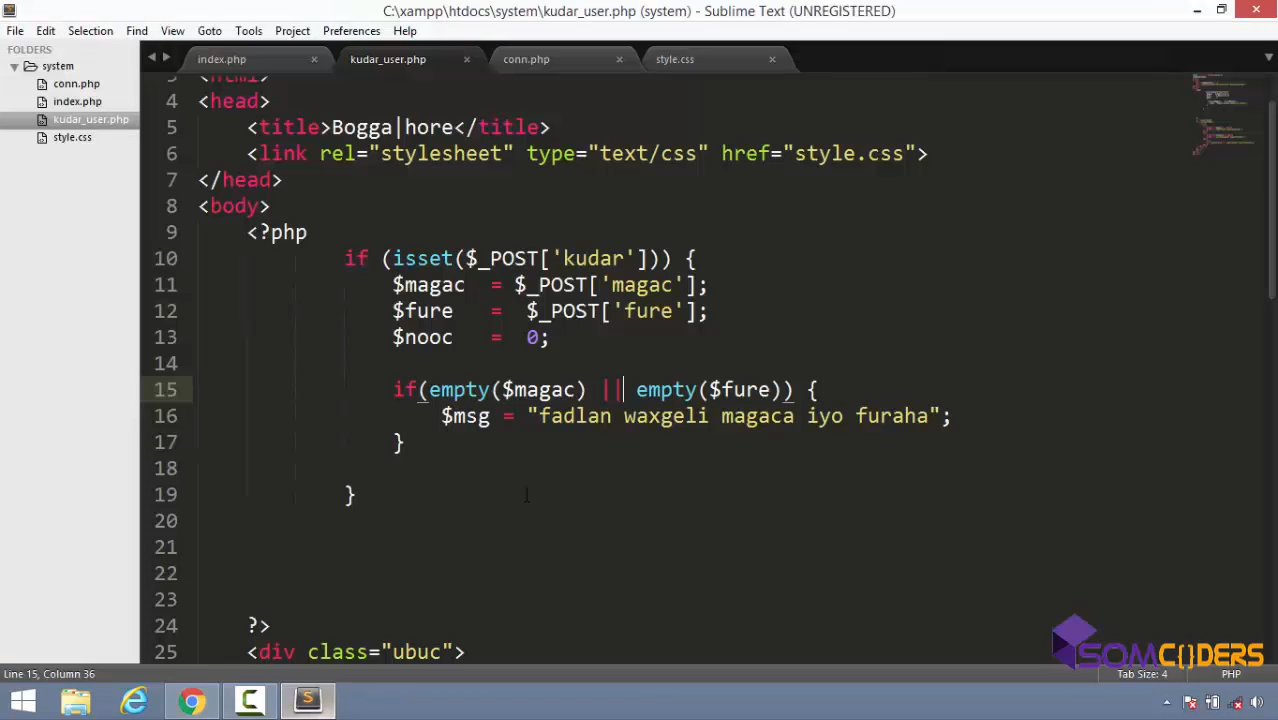 C:\xampp\htdocs\system\kudar_user.php (system) - Sublime Text (UNREGISTERED)
File Edit Selection Find View Goto Tools Project Preferences Help
FOLDERS
system
conn.php
index.php
kudar_user.php
style.css
index.php kudar_user.php conn.php style.css
3 <html>
4 <head>
5 <title>Bogga|hore</title>
6 <link rel="stylesheet" type="text/css" href="style.css">
7 </head>
8 <body>
9 <?php
10 if (isset($_POST['kudar'])) {
11 $magac = $_POST['magac'];
12 $fure = $_POST['fure'];
13 $nooc = 0;
14
15 if(empty($magac) || empty($fure)) {
16 $msg = "fadlan waxgeli magaca iyo furaha";
17 }
18
19 }
20
21
22
23
24 ?>
25 <div class="ubuc">
SOMC{}DERS
Line 15, Column 36 Tab Size: 4 PHP